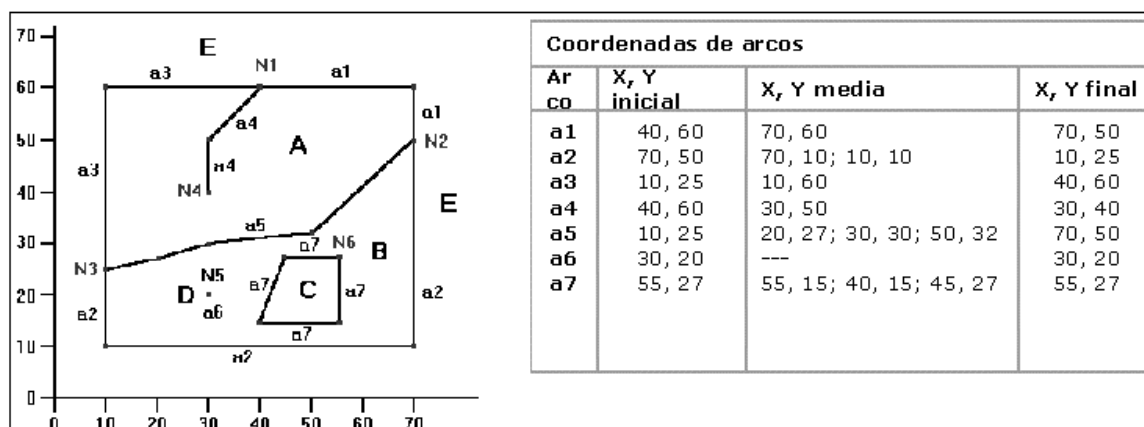 70
E
a3 N1 a1
60
a1
a4
50
A
N2
a3
a4
40
N4
E
a5
30
a7 N6
B
N3
N5
a7
C
a7
20
D
a2
a6
a2
a7
10
a2
0
0 10 20 30 40 50 60 70
Coordenadas de arcos
Ar co X, Y inicial X, Y media X, Y final
a1 40, 60 70, 60 70, 50
a2 70, 50 70, 10; 10, 10 10, 25
a3 10, 25 10, 60 40, 60
a4 40, 60 30, 50 30, 40
a5 10, 25 20, 27; 30, 30; 50, 32 70, 50
a6 30, 20 --- 30, 20
a7 55, 27 55, 15; 40, 15; 45, 27 55, 27